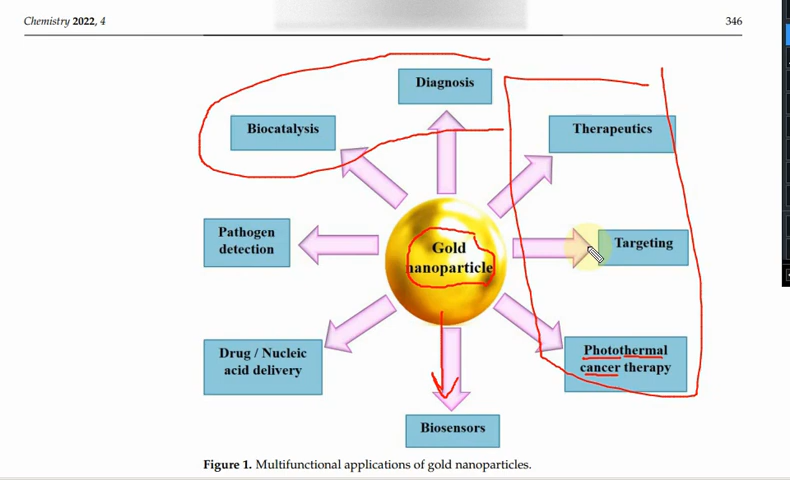 Chemistry 2022, 4
346
Diagnosis
Biocatalysis
Therapeutics
Pathogen
detection
Gold
nanoparticle
Targeting
Drug / Nucleic
acid delivery
Photothermal
cancer therapy
Biosensors
Figure 1. Multifunctional applications of gold nanoparticles.